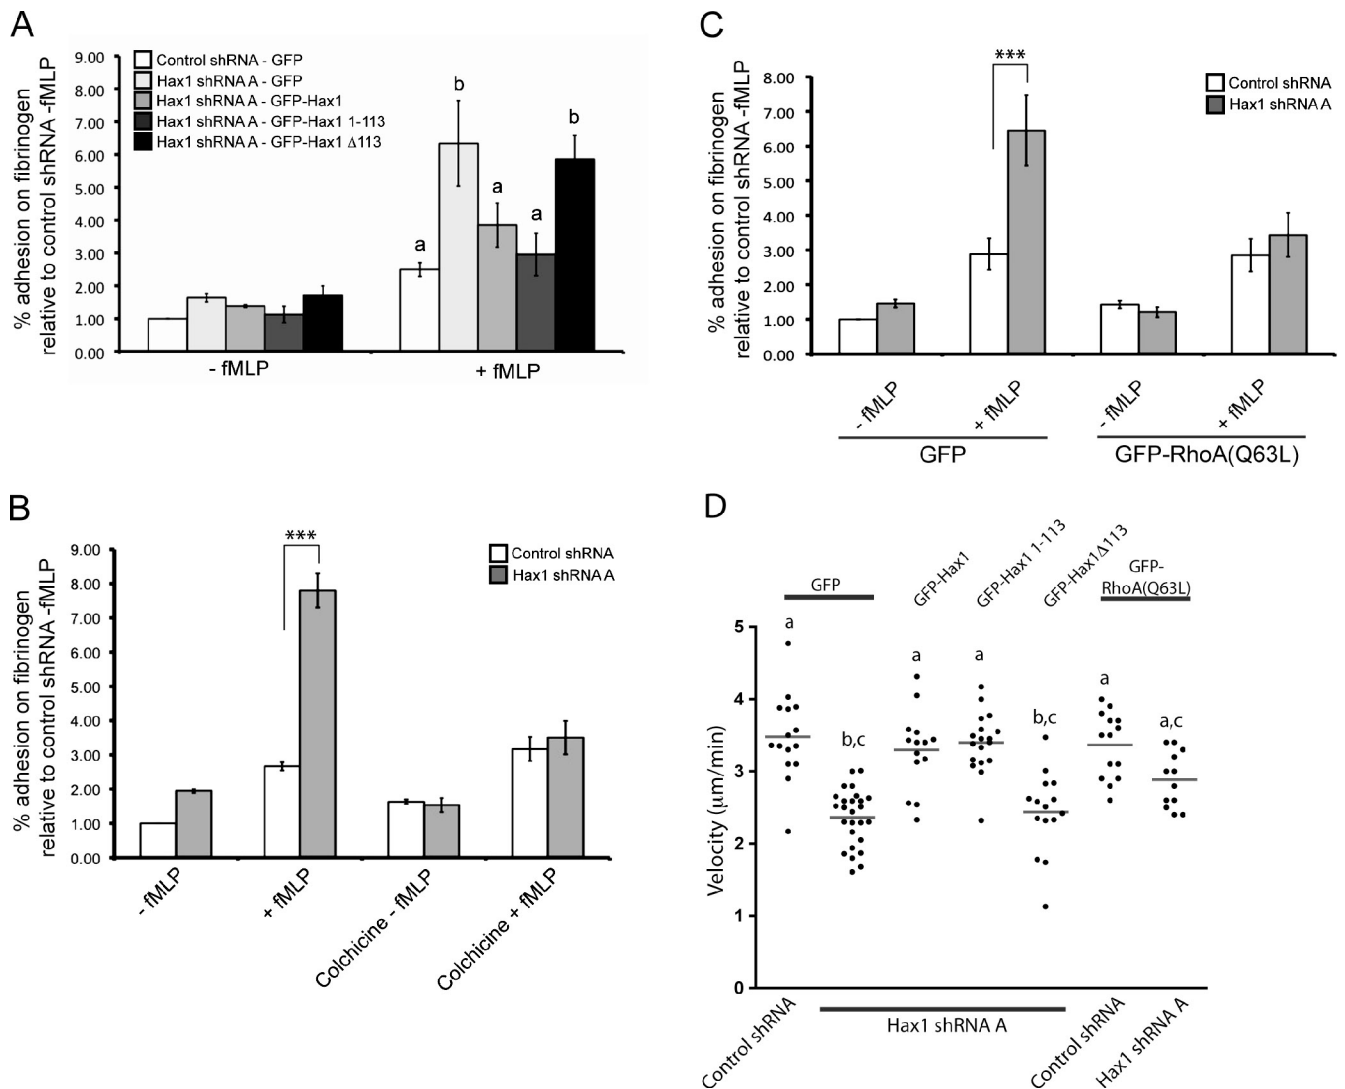 A
% adhesion on fibrinogen
relative to control shRNA -fMLP
9.00
8.00
7.00
6.00
5.00
4.00
3.00
2.00
1.00
0.00
Control shRNA - GFP
Hax1 shRNA A - GFP
Hax1 shRNA A - GFP-Hax1
Hax1 shRNA A - GFP-Hax1 1-113
Hax1 shRNA A - GFP-Hax1 Δ113
a
b
a
a
b
- fMLP
+ fMLP
B
% adhesion on fibrinogen
relative to control shRNA -fMLP
9.00
8.00
7.00
6.00
5.00
4.00
3.00
2.00
1.00
0.00
***
Control shRNA
Hax1 shRNA A
- fMLP
+ fMLP
Colchicine - fMLP
Colchicine + fMLP
C
% adhesion on fibrinogen
relative to control shRNA -fMLP
8.00
7.00
6.00
5.00
4.00
3.00
2.00
1.00
0.00
***
Control shRNA
Hax1 shRNA A
- fMLP
+ fMLP
- fMLP
+ fMLP
GFP
GFP-RhoA(Q63L)
D
GFP
GFP-Hax1
GFP-Hax1 1-113
GFP-Hax1Δ113
GFP-
RhoA(Q63L)
Velocity (μm/min)
5
4
3
2
1
0
a
b,c
a
a
b,c
a
a,c
Control shRNA
Hax1 shRNA A
Control shRNA
Hax1 shRNA A